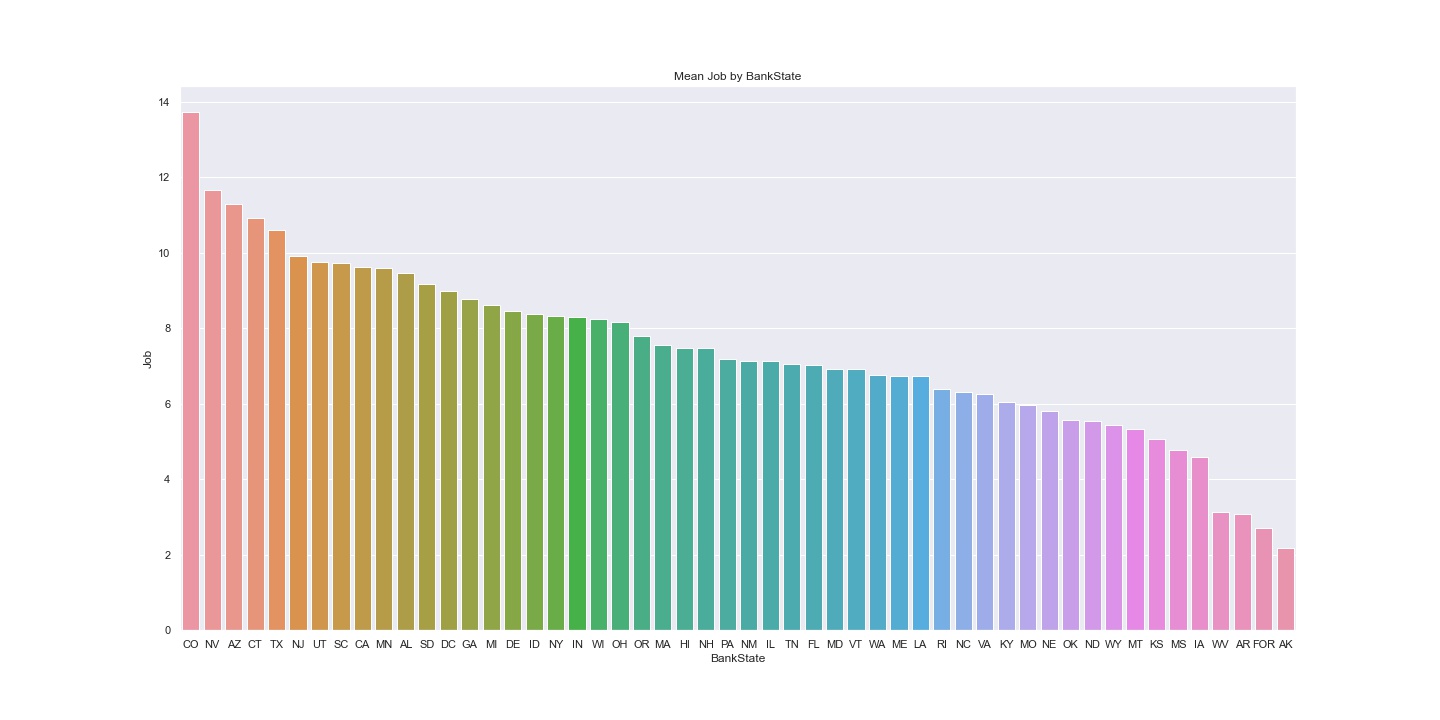 Mean Job by BankState
14
12
10
8
6
4
2
0
Job
CO NV AZ CT TX NJ UT SC CA MN AL SD DC GA MI DE ID NY IN WI OH OR MA HI NH PA NM IL TN FL MD VT WA ME LA RI NC VA KY MO NE OK ND WY MT KS MS IA WV AR FOR AK
BankState